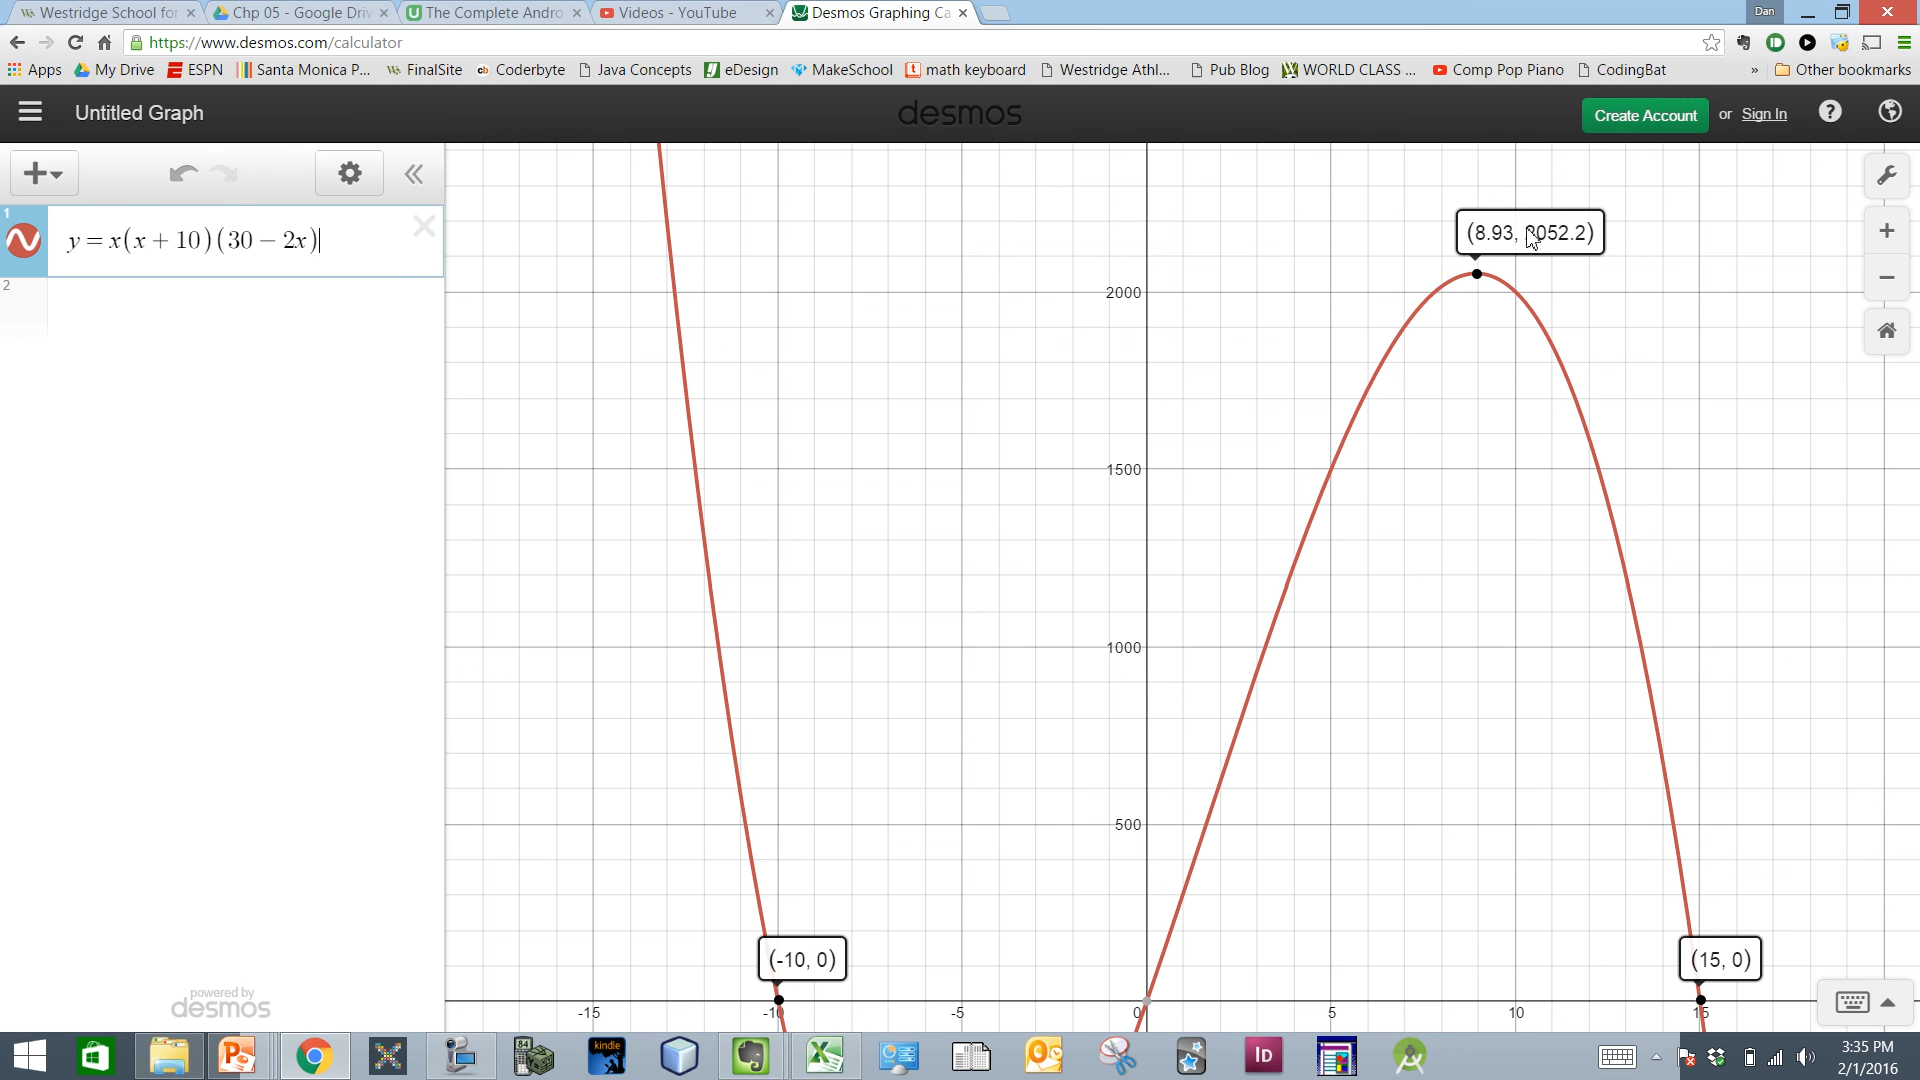 Westridge School for
Chp 05 - Google Driv
The Complete Andro
Videos - YouTube
Desmos Graphing Ca
Dan
https://www.desmos.com/calculator
Apps
My Drive
ESPN
Santa Monica P...
FinalSite
Coderbyte
Java Concepts
eDesign
MakeSchool
math keyboard
Westridge Athl...
Pub Blog
WORLD CLASS ...
Comp Pop Piano
CodingBat
»
Other bookmarks
Untitled Graph
desmos
Create Account
or
Sign In
1
y = x(x + 10)(30 − 2x)
2
(8.93, 2052.2)
2000
1500
1000
500
(-10, 0)
(15, 0)
-15
-10
-5
0
5
10
15
powered by
desmos
84
kindle
ID
3:35 PM
2/1/2016